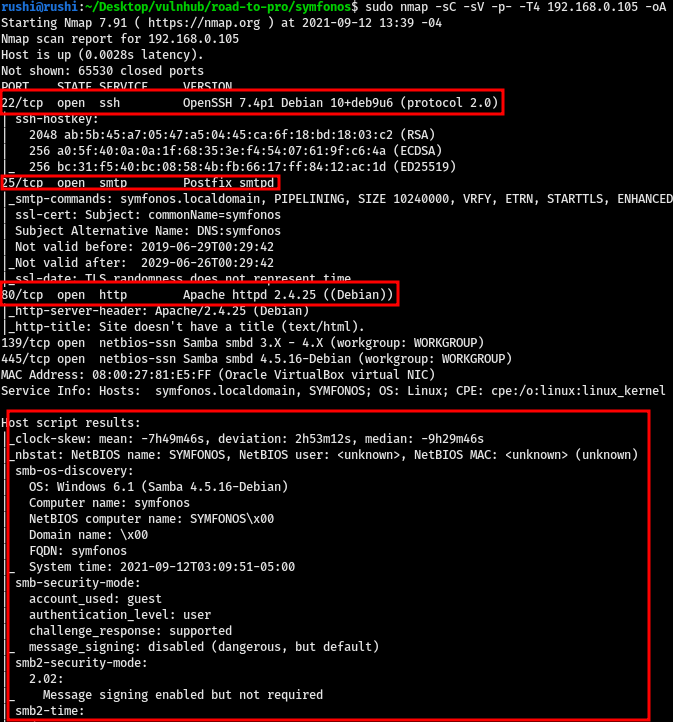 rushi@rushi:~/Desktop/vulnhub/road-to-pro/symfonos$ sudo nmap -sC -sV -p- -T4 192.168.0.105 -oA
Starting Nmap 7.91 ( https://nmap.org ) at 2021-09-12 13:39 -04
Nmap scan report for 192.168.0.105
Host is up (0.0028s latency).
Not shown: 65530 closed ports
PORT    STATE SERVICE     VERSION
22/tcp  open  ssh         OpenSSH 7.4p1 Debian 10+deb9u6 (protocol 2.0)
| ssh-hostkey:
|   2048 ab:5b:45:a7:05:47:a5:04:45:ca:6f:18:bd:18:03:c2 (RSA)
|   256 a0:5f:40:0a:0a:1f:68:35:3e:f4:54:07:61:9f:c6:4a (ECDSA)
|_  256 bc:31:f5:40:bc:08:58:4b:fb:66:17:ff:84:12:ac:1d (ED25519)
25/tcp  open  smtp        Postfix smtpd
|_smtp-commands: symfonos.localdomain, PIPELINING, SIZE 10240000, VRFY, ETRN, STARTTLS, ENHANCED
| ssl-cert: Subject: commonName=symfonos
| Subject Alternative Name: DNS:symfonos
| Not valid before: 2019-06-29T00:29:42
|_Not valid after:  2029-06-26T00:29:42
|_ssl-date: TLS randomness does not represent time
80/tcp  open  http        Apache httpd 2.4.25 ((Debian))
|_http-server-header: Apache/2.4.25 (Debian)
|_http-title: Site doesn't have a title (text/html).
139/tcp open  netbios-ssn Samba smbd 3.X - 4.X (workgroup: WORKGROUP)
445/tcp open  netbios-ssn Samba smbd 4.5.16-Debian (workgroup: WORKGROUP)
MAC Address: 08:00:27:81:E5:FF (Oracle VirtualBox virtual NIC)
Service Info: Hosts:  symfonos.localdomain, SYMFONOS; OS: Linux; CPE: cpe:/o:linux:linux_kernel
Host script results:
|_clock-skew: mean: -7h49m46s, deviation: 2h53m12s, median: -9h29m46s
|_nbstat: NetBIOS name: SYMFONOS, NetBIOS user: <unknown>, NetBIOS MAC: <unknown> (unknown)
| smb-os-discovery:
|   OS: Windows 6.1 (Samba 4.5.16-Debian)
|   Computer name: symfonos
|   NetBIOS computer name: SYMFONOS\x00
|   Domain name: \x00
|   FQDN: symfonos
|_  System time: 2021-09-12T03:09:51-05:00
| smb-security-mode:
|   account_used: guest
|   authentication_level: user
|   challenge_response: supported
|_  message_signing: disabled (dangerous, but default)
| smb2-security-mode:
|   2.02:
|_    Message signing enabled but not required
| smb2-time: